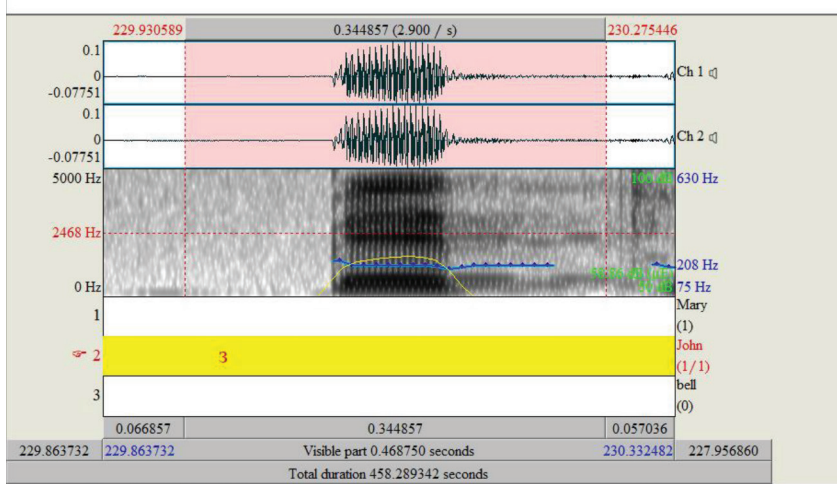 229.930589 0.344857 (2.900 / s) 230.275446
0.1
0
-0.07751
Ch 1
0.1
0
-0.07751
Ch 2
5000 Hz 630 Hz
2468 Hz
208 Hz
0 Hz 75 Hz
1 Mary
(1)
2 3 John
(1/1)
3 bell
(0)
0.066857 0.344857 0.057036
229.863732 229.863732 Visible part 0.468750 seconds 230.332482 227.956860
Total duration 458.289342 seconds